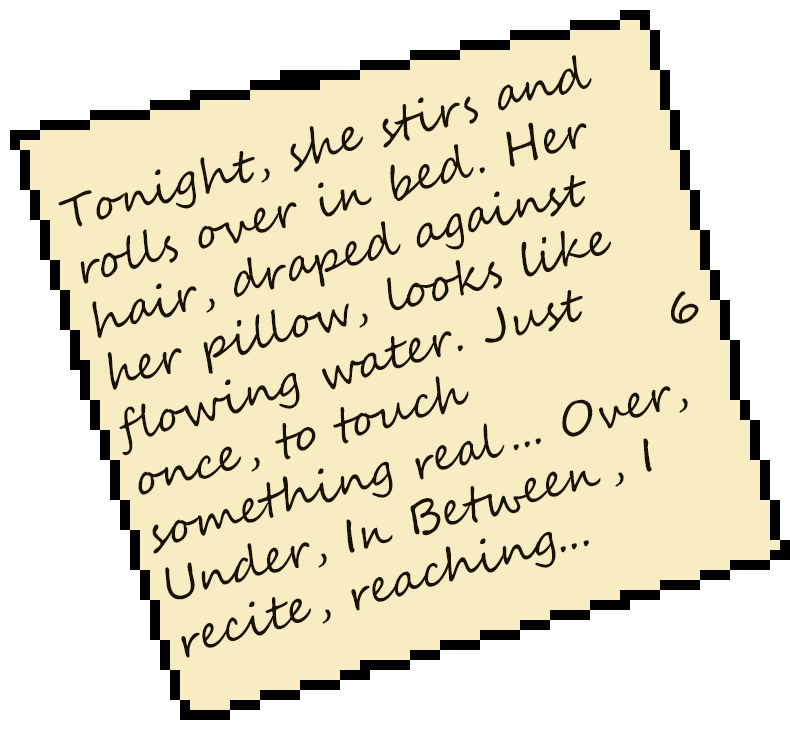 Tonight, she stirs and
rolls over in bed. Her
hair, draped against
her pillow, looks like
flowing water. Just
6
once, to touch
something real... Over,
Under, In Between, I
recite, reaching...